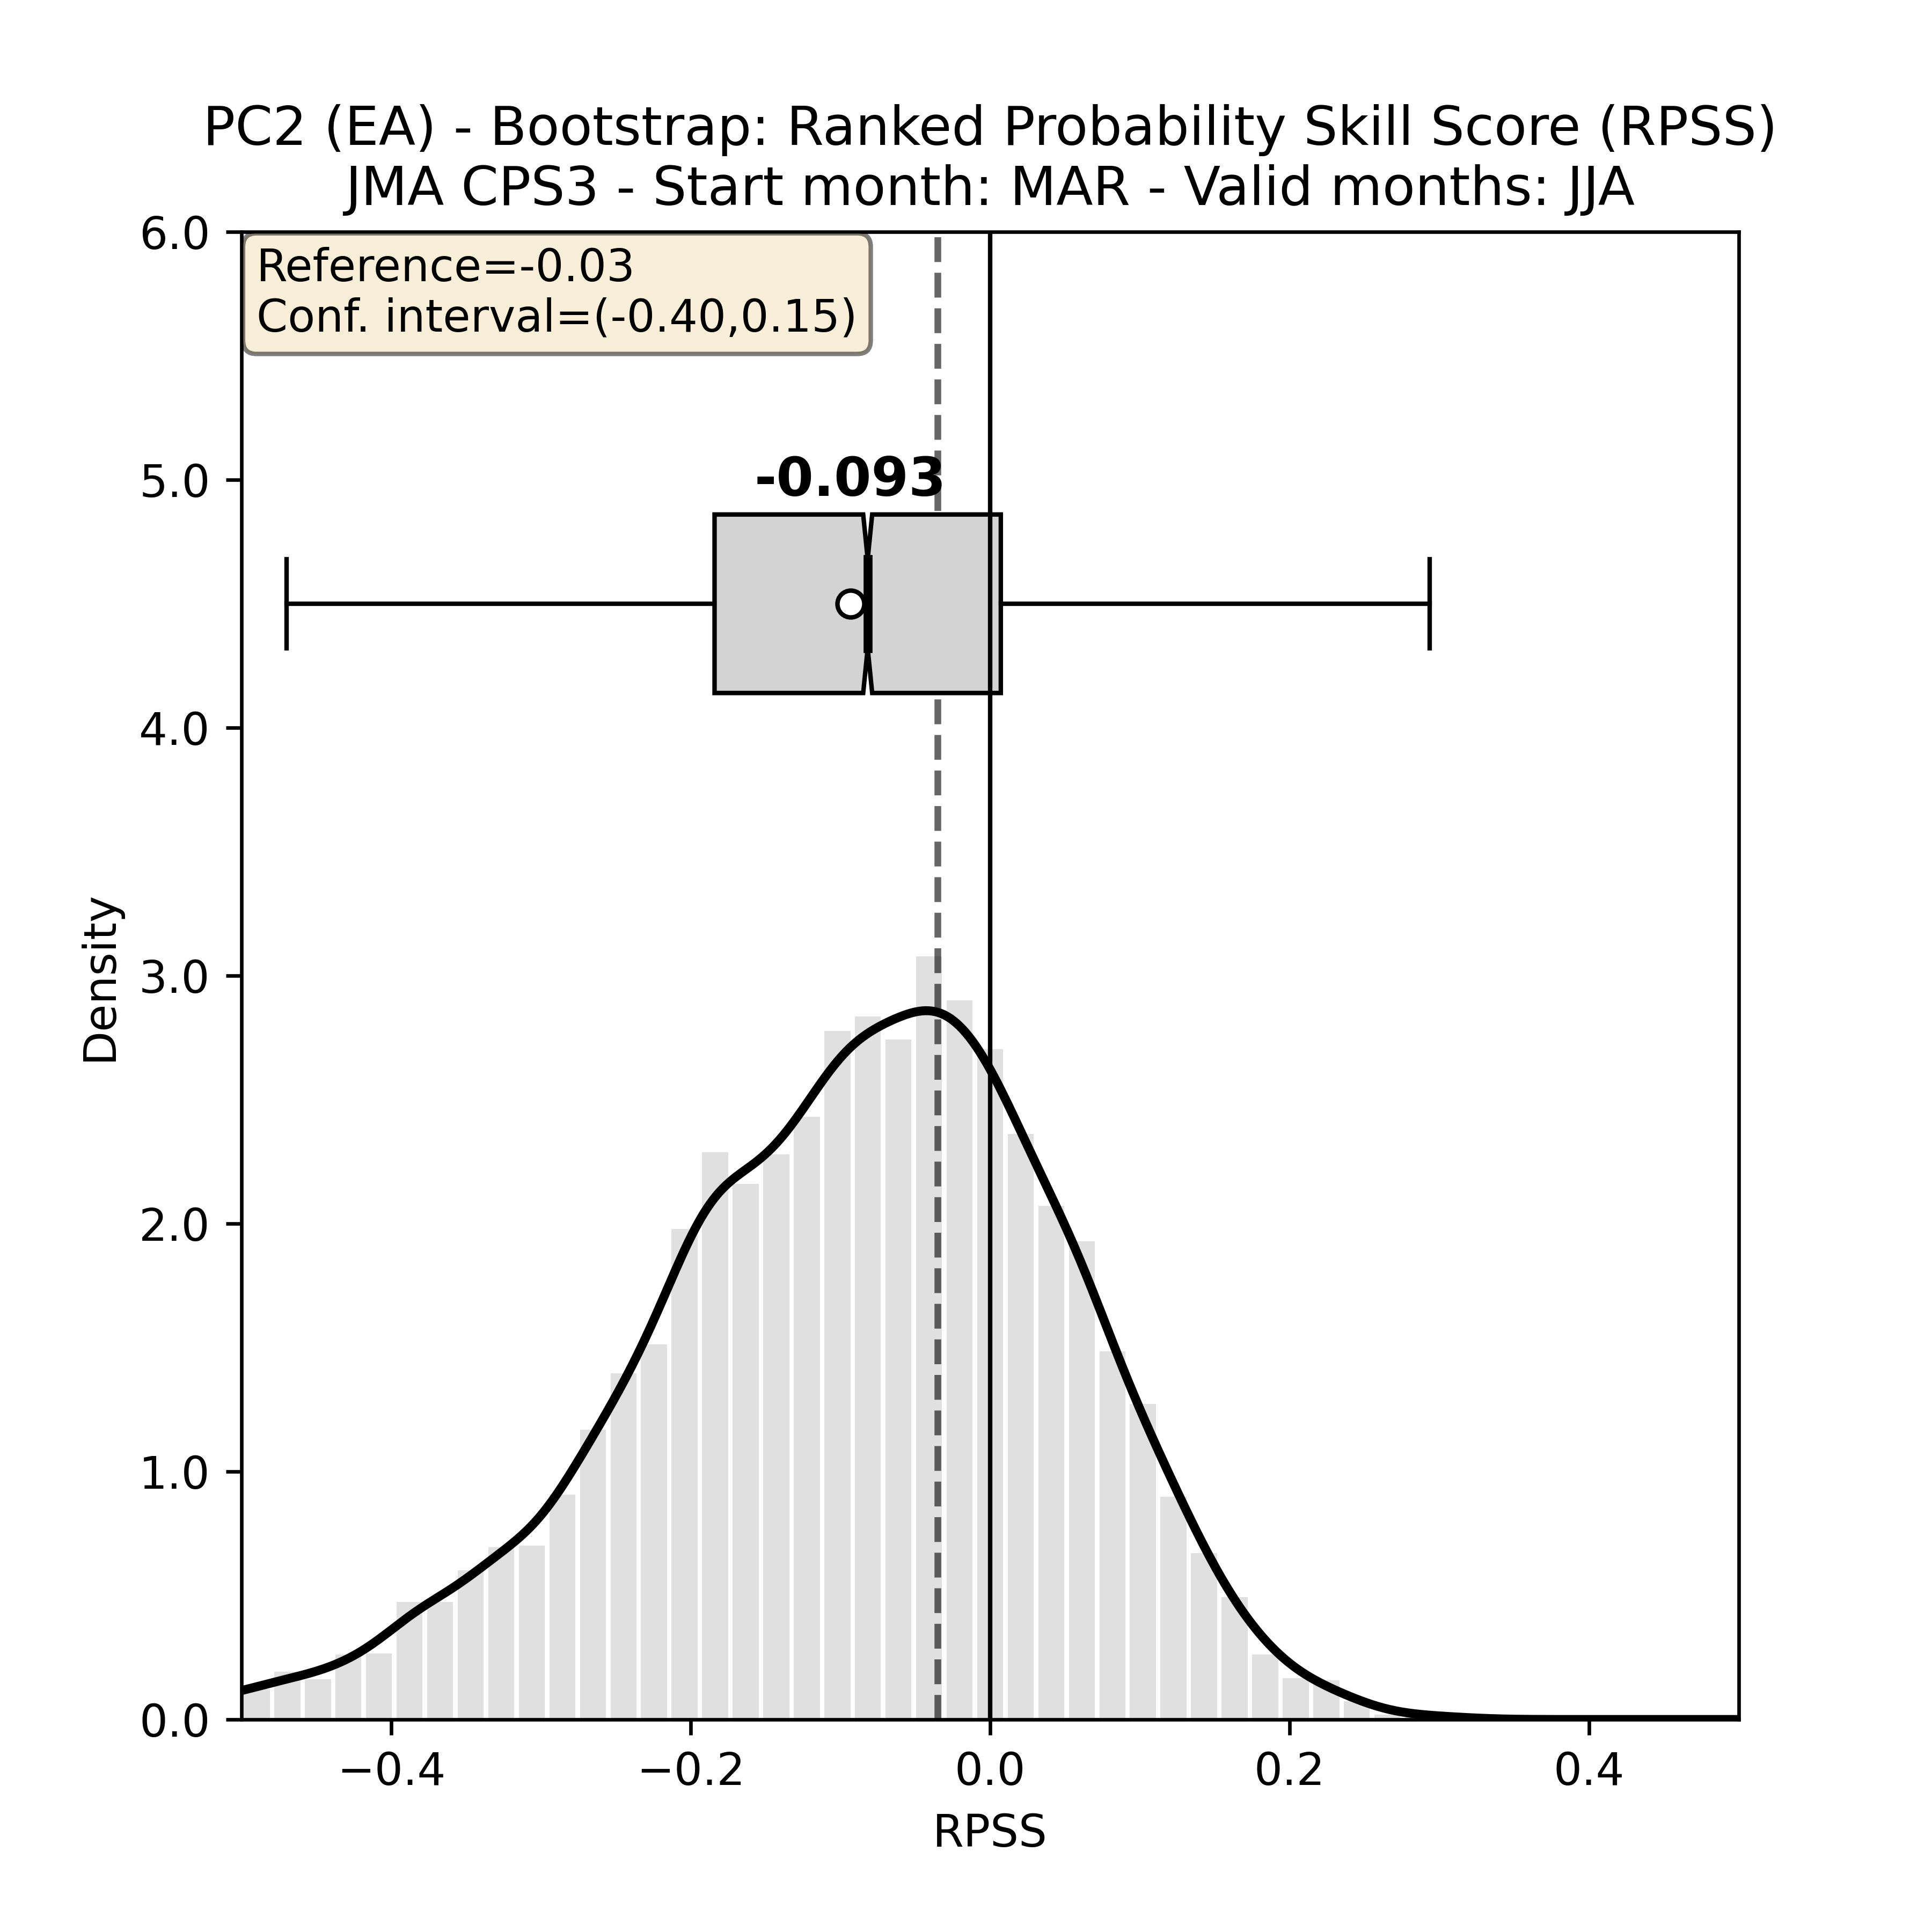 PC2 (EA) - Bootstrap: Ranked Probability Skill Score (RPSS)
JMA CPS3 - Start month: MAR - Valid months: JJA
Reference=-0.03
Conf. interval=(-0.40,0.15)
-0.093
6.0
5.0
4.0
3.0
2.0
1.0
0.0
Density
−0.4
−0.2
0.0
0.2
0.4
RPSS